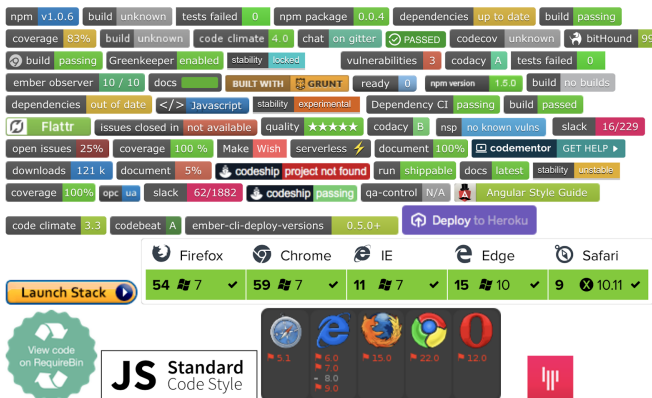 npm v1.0.6 build unknown tests failed 0 npm package 0.0.4 dependencies up to date build passing
coverage 83% build unknown code climate 4.0 chat on gitter PASSED codecov unknown bitHound 99
build passing Greenkeeper enabled stability locked vulnerabilities 3 codacy A tests failed 0
ember observer 10 / 10 docs BUILT WITH GRUNT ready 0 npm version 1.5.0 build no builds
dependencies out of date </> Javascript stability experimental Dependency CI passing build passed
Flattr issues closed in not available quality ★★★★★ codacy B nsp no known vulns slack 16/229
open issues 25% coverage 100 % Make Wish serverless ⚡ document 100% codementor GET HELP
downloads 121 k document 5% codeship project not found run shippable docs latest stability unstable
coverage 100% opc ua slack 62/1882 codeship passing qa-control N/A Angular Style Guide
code climate 3.3 codebeat A ember-cli-deploy-versions 0.5.0+ Deploy to Heroku
Firefox Chrome IE Edge Safari
54 7 ✔ 59 7 ✔ 11 7 ✔ 15 10 ✔ 9 X 10.11 ✔
Launch Stack
View code
on RequireBin
JS Standard
Code Style
5.1 6.0 15.0 22.0 12.0
7.0
8.0
9.0